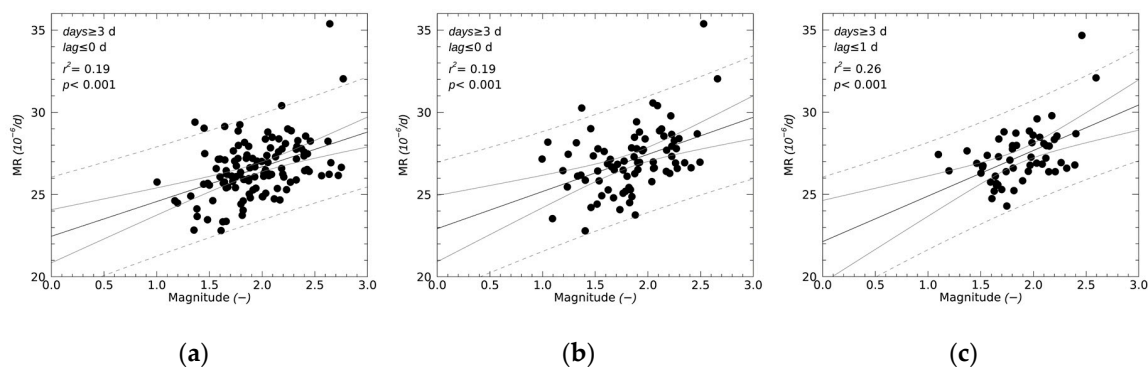 35
30
25
20
MR (10⁻⁶/d)
days≥3 d
lag≤0 d
r²= 0.19
p< 0.001
0.0 0.5 1.0 1.5 2.0 2.5 3.0
Magnitude (−)
(a)
35
30
25
20
MR (10⁻⁶/d)
days≥3 d
lag≤0 d
r²= 0.19
p< 0.001
0.0 0.5 1.0 1.5 2.0 2.5 3.0
Magnitude (−)
(b)
35
30
25
20
MR (10⁻⁶/d)
days≥3 d
lag≤1 d
r²= 0.26
p< 0.001
0.0 0.5 1.0 1.5 2.0 2.5 3.0
Magnitude (−)
(c)